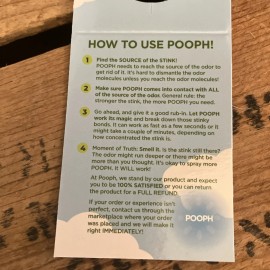 HOW TO USE POOPH!
1 Find the SOURCE of the STINK!
POOPH needs to reach the source of the odor to
get rid of it. It's hard to dismantle the odor
molecules unless you reach the odor molecules!
2 Make sure POOPH comes into contact with ALL
of the source of the odor. General rule: the
stronger the stink, the more POOPH you need.
3 Go ahead, and give it a good rub-in. Let POOPH
work its magic and break down those stinky
bonds. It can work as fast as a few seconds or it
might take a couple of minutes, depending on
how concentrated the stink is.
4 Moment of Truth: Smell it. Is the stink still there?
The odor might run deeper or there might be
more than you thought. It's okay to spray more
POOPH. It WILL work!
At Pooph, we stand by our product and expect
you to be 100% SATISFIED or you can return
the product for a FULL REFUND.
If your order or experience isn't
perfect, contact us through the
marketplace where your order
was placed and we will make it
right IMMEDIATELY!
POOPH